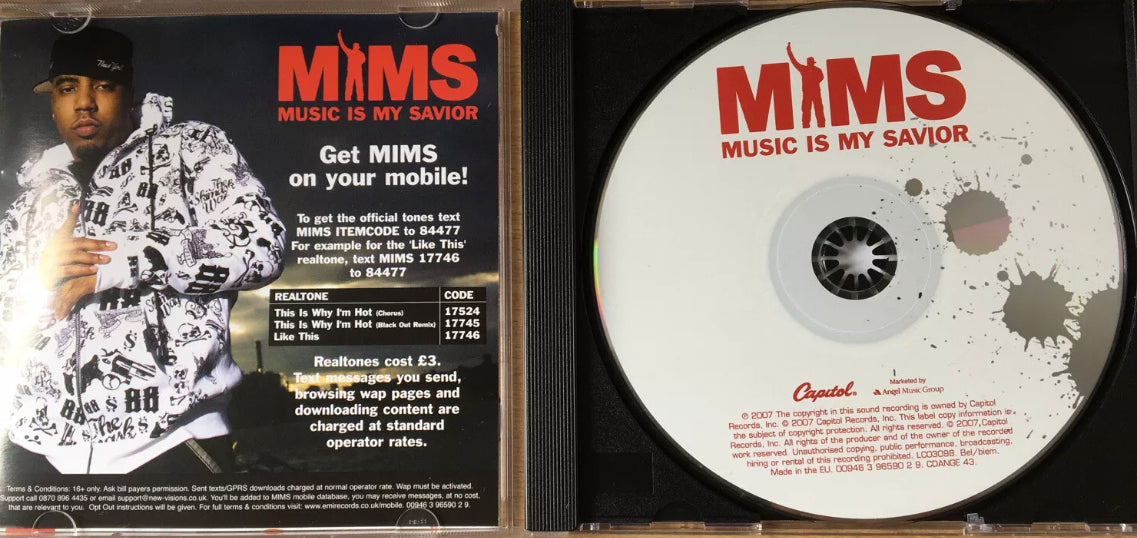 New York
MIMS
MUSIC IS MY SAVIOR
Get MIMS
on your mobile!
To get the official tones text
MIMS ITEMCODE to 84477
For example for the 'Like This'
realtone, text MIMS 17746
to 84477
REALTONE CODE
This Is Why I'm Hot (Chorus) 17524
This Is Why I'm Hot (Black Out Remix) 17745
Like This 17746
Realtones cost £3.
Text messages you send,
browsing wap pages and
downloading content are
charged at standard
operator rates.
Terms & Conditions: 16+ only. Ask bill payers permission. Sent texts/GPRS downloads charged at normal operator rate. Wap must be activated.
Support call 0870 896 4435 or email support@new-visions.co.uk. You'll be added to MIMS mobile database, you may receive messages, at no cost,
that are relevant to you. Opt Out instructions will be given. For full terms & conditions visit: www.emirecords.co.uk/mobile. 00946 3 96590 2 9.
MIMS
MUSIC IS MY SAVIOR
Capitol®
Marketed by
Angel Music Group
℗ 2007 The copyright in this sound recording is owned by Capitol
Records, Inc. © 2007 Capitol Records, Inc. This label copy information is
the subject of copyright protection. All rights reserved. © 2007 Capitol
Records, Inc. All rights of the producer and of the owner of the recorded
work reserved. Unauthorised copying, public performance, broadcasting,
hiring or rental of this recording prohibited. LC03098. Bel/biem.
Made in the EU. 00946 3 96590 2 9. CDANGE 43.